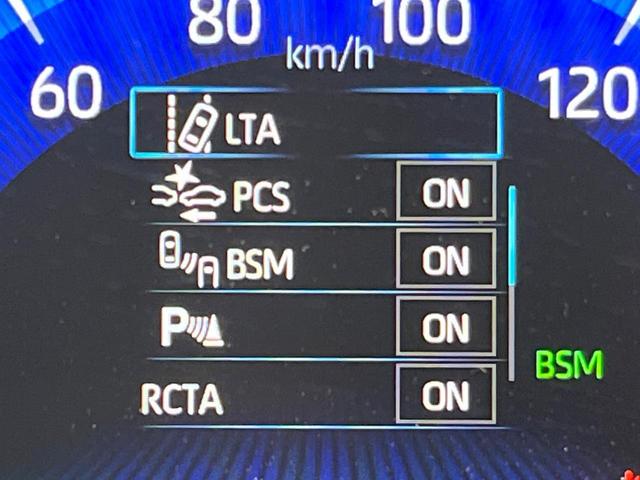 80 100
km/h
60 120
LTA
PCS ON
BSM ON
P ON
BSM
RCTA ON